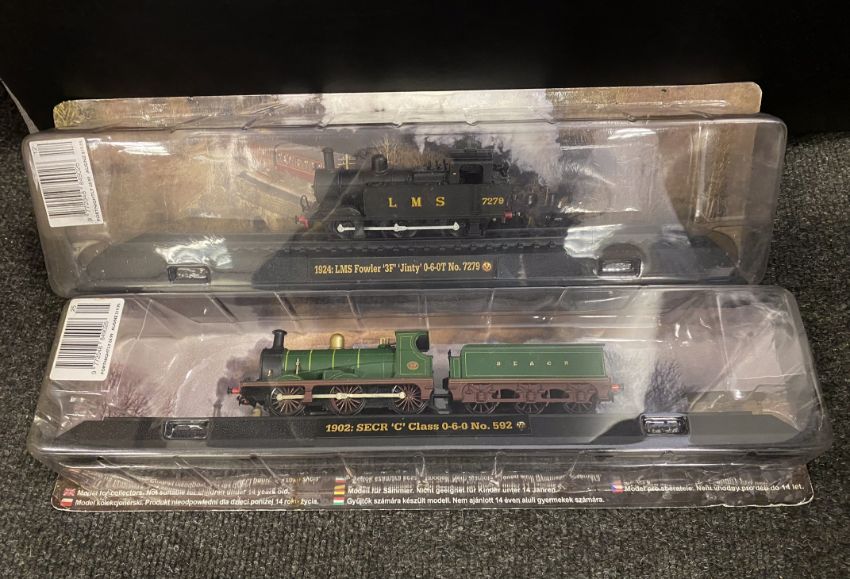 L M S
7279
1924: LMS Fowler '3F' 'Jinty' 0-6-0T No. 7279
S E & C R
1902: SECR 'C' Class 0-6-0 No. 592
Model for collectors. Not suitable for children under 14 years old.
Model kolekcjonerski. Produkt nieodpowiedni dla dzieci poniżej 14 roku życia.
Modell für Sammler. Nicht geeignet für Kinder unter 14 Jahren.
Gyűjtők számára készült modell. Nem ajánlott 14 éven aluli gyermekek számára.
Model pro sběratele. Není vhodný pro děti do 14 let.